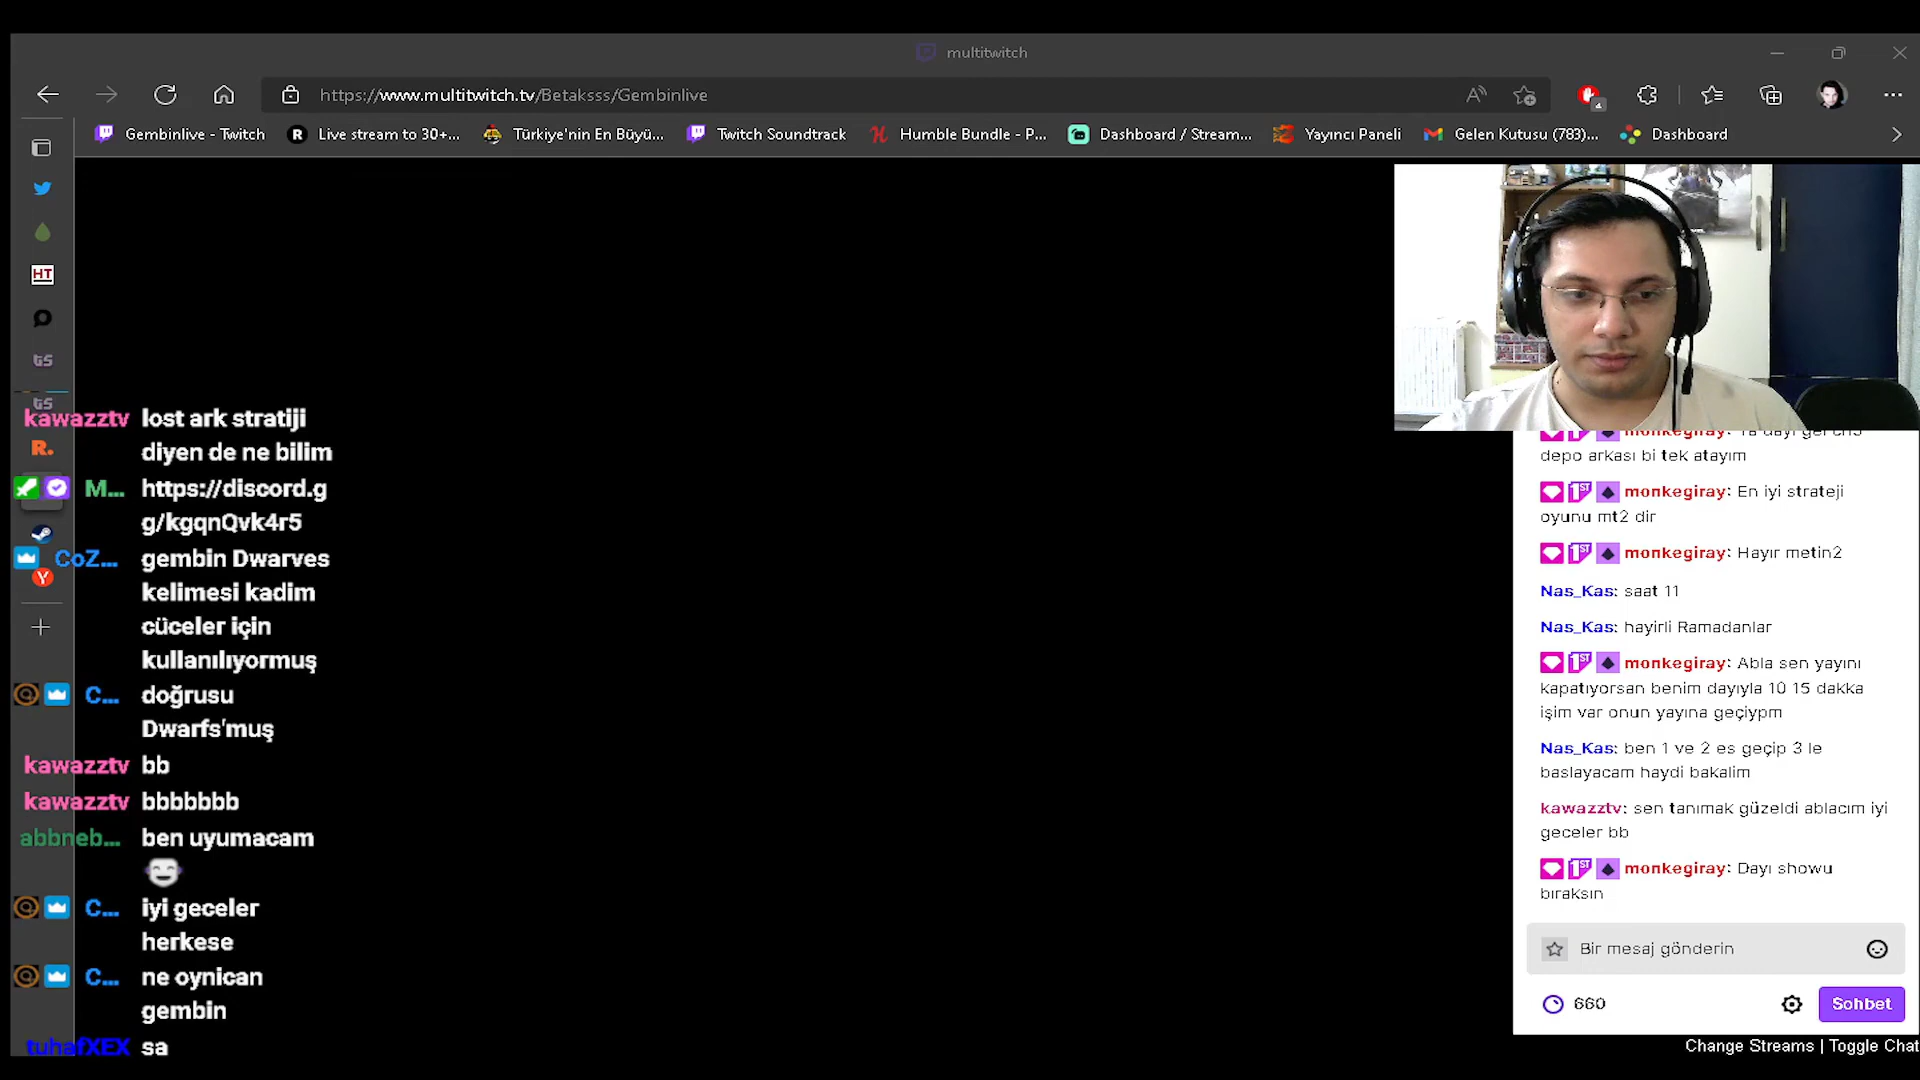 multitwitch
https://www.multitwitch.tv/Betaksss/Gembinlive
Gembinlive - Twitch
Live stream to 30+...
Türkiye'nin En Büyü...
Twitch Soundtrack
Humble Bundle - P...
Dashboard / Stream...
Yayıncı Paneli
Gelen Kutusu (783)...
Dashboard
HT
kawazztv lost ark stratiji
diyen de ne bilim
M... https://discord.g
g/kgqnQvk4r5
CoZ... gembin Dwarves
kelimesi kadim
cüceler için
kullanılıyormuş
C... doğrusu
Dwarfs'muş
kawazztv bb
kawazztv bbbbbbb
abbneb... ben uyumacam
C... iyi geceler
herkese
C... ne oynican
gembin
tuhafXEX sa
monkegiray: Ya dayı gel ch5
depo arkası bi tek atayım
monkegiray: En iyi strateji
oyunu mt2 dir
monkegiray: Hayır metin2
Nas_Kas: saat 11
Nas_Kas: hayirli Ramadanlar
monkegiray: Abla sen yayını
kapatıyorsan benim dayıyla 10 15 dakka
işim var onun yayına geçiypm
Nas_Kas: ben 1 ve 2 es geçip 3 le
baslayacam haydi bakalim
kawazztv: sen tanımak güzeldi ablacım iyi
geceler bb
monkegiray: Dayı showu
bıraksın
Bir mesaj gönderin
660
Sohbet
Change Streams | Toggle Chat